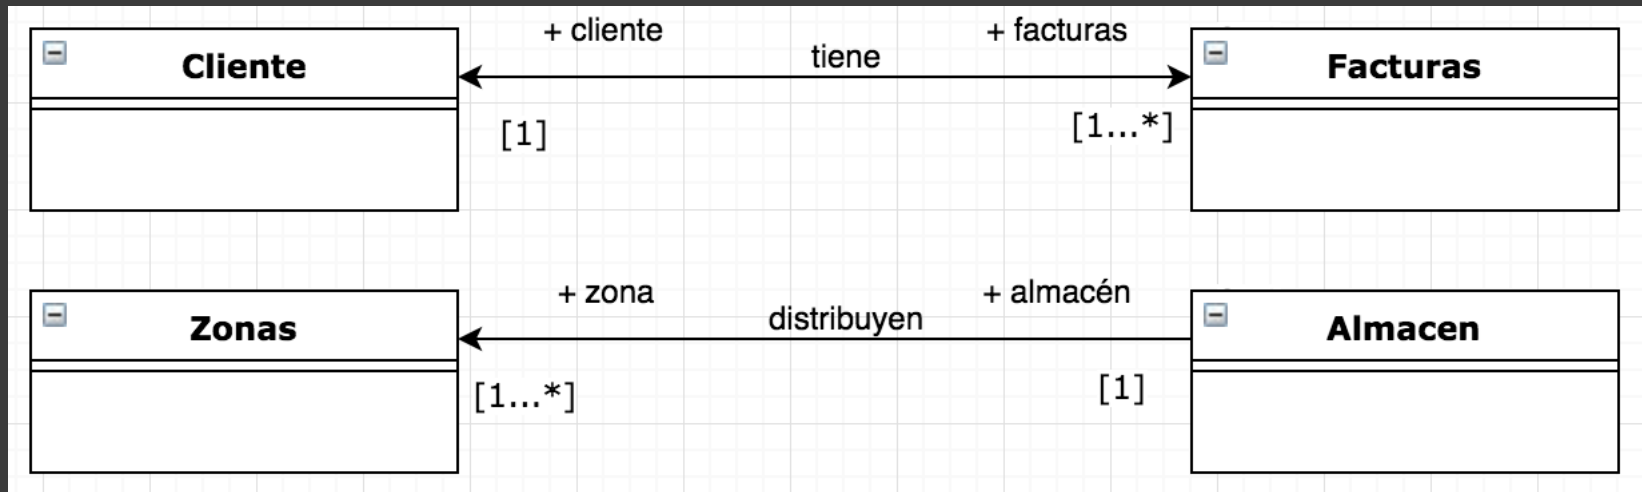 + cliente
+ facturas
Cliente
tiene
Facturas
[1]
[1...*]
+ zona
+ almacén
Zonas
distribuyen
Almacen
[1...*]
[1]